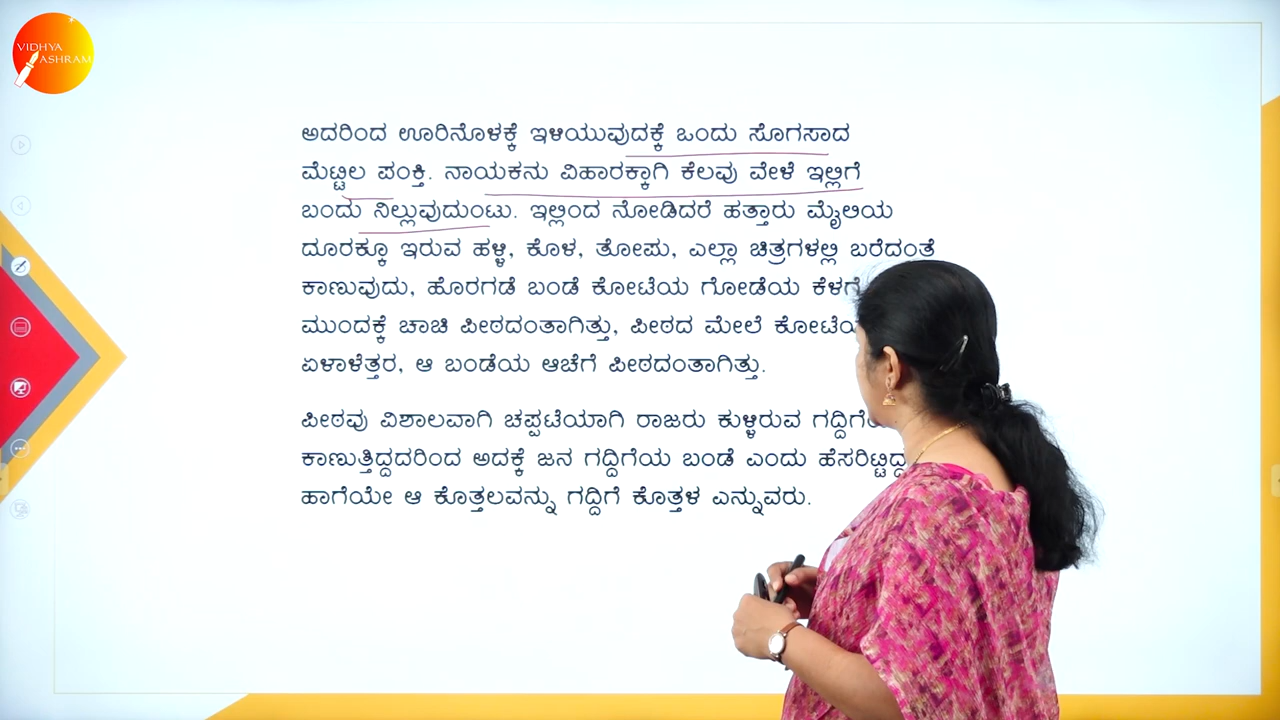 VIDHYA
ASHRAM
ಅದರಿಂದ ಊರಿನೊಳಕ್ಕೆ ಇಳಿಯುವುದಕ್ಕೆ ಒಂದು ಸೊಗಸಾದ
ಮೆಟ್ಟಿಲ ಪಂಕ್ತಿ. ನಾಯಕನು ವಿಹಾರಕ್ಕಾಗಿ ಕೆಲವು ವೇಳೆ ಇಲ್ಲಿಗೆ
ಬಂದು ನಿಲ್ಲುವುದುಂಟು. ಇಲ್ಲಿಂದ ನೋಡಿದರೆ ಹತ್ತಾರು ಮೈಲಿಯ
ದೂರಕ್ಕೂ ಇರುವ ಹಳ್ಳಿ, ಕೊಳ, ತೋಪು, ಎಲ್ಲಾ ಚಿತ್ರಗಳಲ್ಲಿ ಬರೆದಂತೆ
ಕಾಣುವುದು, ಹೊರಗಡೆ ಬಂಡೆ ಕೋಟೆಯ ಗೋಡೆಯ ಕೆಳಗೆ
ಮುಂದಕ್ಕೆ ಚಾಚಿ ಪೀಠದಂತಾಗಿತ್ತು, ಪೀಠದ ಮೇಲೆ
ಏಳಾಳೆತ್ತರ, ಆ ಬಂಡೆಯ ಆಚೆಗೆ ಪೀಠದಂತಾಗಿತ್ತು.
ಪೀಠವು ವಿಶಾಲವಾಗಿ ಚಪ್ಪಟೆಯಾಗಿ ರಾಜರು ಕುಳ್ಳಿರುವ
ಕಾಣುತ್ತಿದ್ದದರಿಂದ ಅದಕ್ಕೆ ಜನ ಗದ್ದಿಗೆಯ ಬಂಡೆ ಎಂದು
ಹಾಗೆಯೇ ಆ ಕೊತ್ತಲವನ್ನು ಗದ್ದಿಗೆ ಕೊತ್ತಳ ಎನ್ನುವರು.